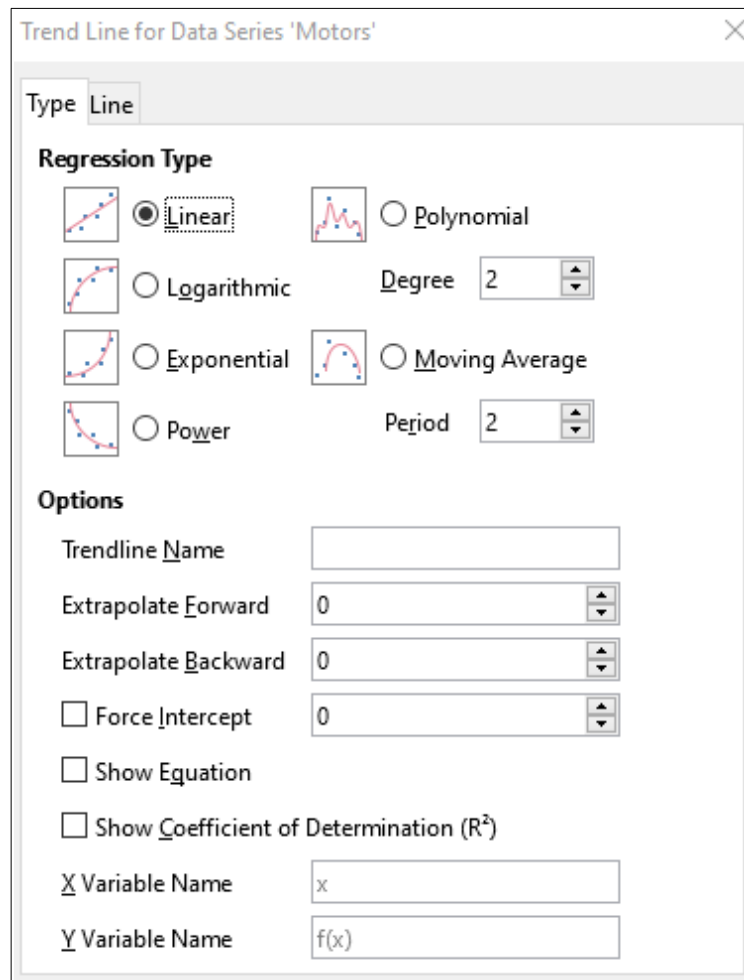 Trend Line for Data Series 'Motors'
Type Line
Regression Type
Linear Polynomial
Logarithmic Degree 2
Exponential Moving Average
Power Period 2
Options
Trendline Name
Extrapolate Forward 0
Extrapolate Backward 0
Force Intercept 0
Show Equation
Show Coefficient of Determination (R²)
X Variable Name x
Y Variable Name f(x)